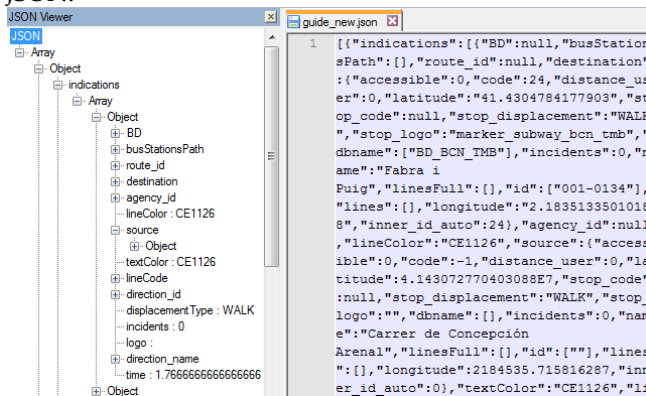 JSON.
JSON Viewer
guide_new.json
JSON
Array
Object
indications
Array
Object
BD
busStationsPath
route_id
destination
agency_id
lineColor : CE1126
source
Object
textColor : CE1126
lineCode
direction_id
displacementType : WALK
incidents : 0
logo :
direction_name
time : 1.7666666666666666
Object
1
[{"indications":[{"BD":null,"busStation
sPath":[],"route_id":null,"destination"
:{"accessible":0,"code":24,"distance_us
er":0,"latitude":"41.4304784177903","st
op_code":null,"stop_displacement":"WALK
","stop_logo":"marker_subway_bcn_tmb","
dbname":["BD_BCN_TMB"],"incidents":0,"n
ame":"Fabra i
Puig","linesFull":[],"id":["001-0134"],
"lines":[],"longitude":"2.1835133501018
8","inner_id_auto":24},"agency_id":null
,"lineColor":"CE1126","source":{"access
ible":0,"code":-1,"distance_user":0,"la
titude":4.143072770403088E7,"stop_code"
:null,"stop_displacement":"WALK","stop_
logo":"","dbname":[],"incidents":0,"nam
e":"Carrer de Concepción
Arenal","linesFull":[],"id":[""],"lines
":[],"longitude":2184535.715816287,"inn
er_id_auto":0},"textColor":"CE1126","li